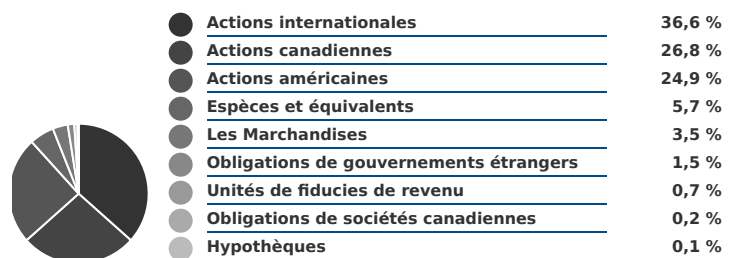 Actions internationales 36,6 %
Actions canadiennes 26,8 %
Actions américaines 24,9 %
Espèces et équivalents 5,7 %
Les Marchandises 3,5 %
Obligations de gouvernements étrangers 1,5 %
Unités de fiducies de revenu 0,7 %
Obligations de sociétés canadiennes 0,2 %
Hypothèques 0,1 %